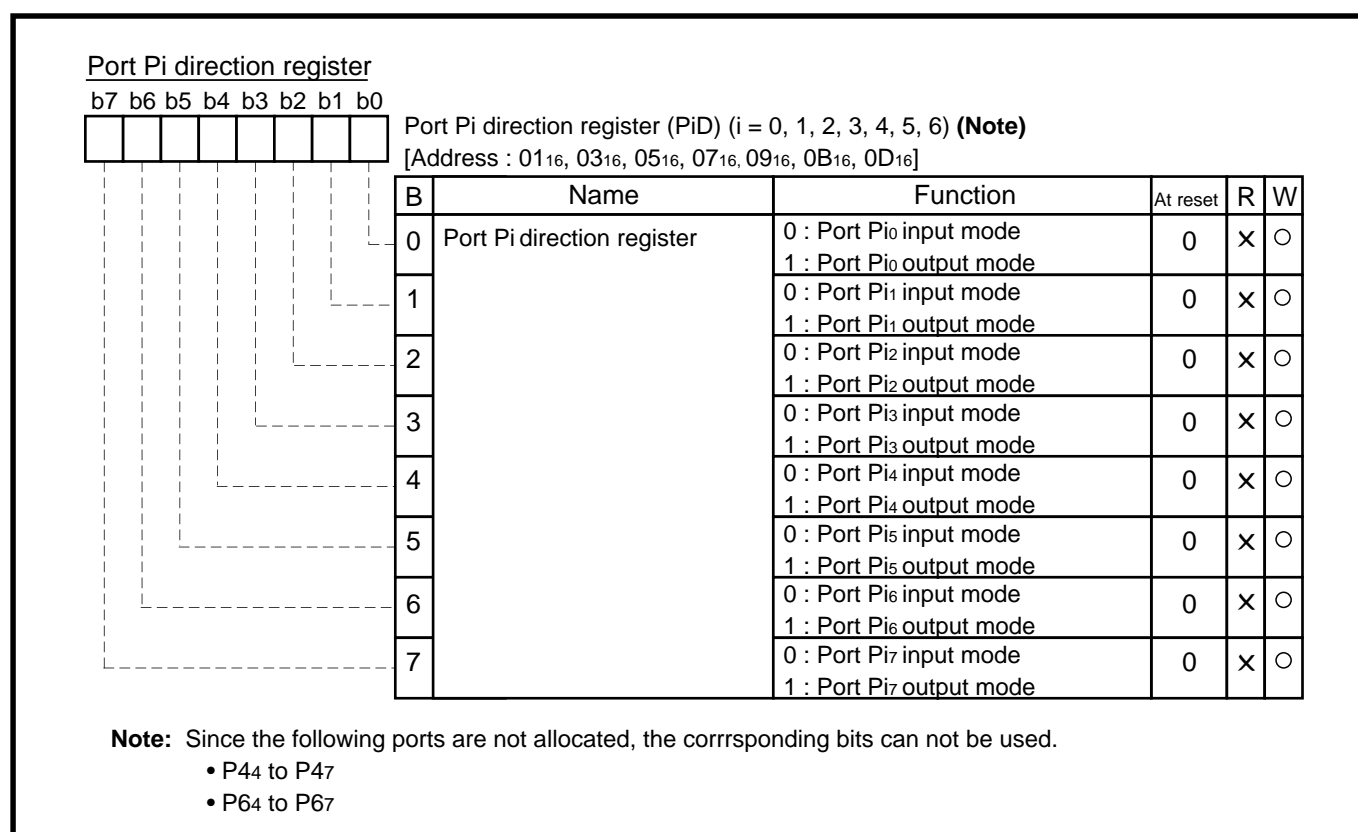 Port Pi direction register
b7 b6 b5 b4 b3 b2 b1 b0
Port Pi direction register (PiD) (i = 0, 1, 2, 3, 4, 5, 6) (Note)
[Address : 0116, 0316, 0516, 0716, 0916, 0B16, 0D16]
B Name Function At reset R W
0 Port Pi direction register 0 : Port Pi0 input mode 0 × ○
1 : Port Pi0 output mode
1 0 : Port Pi1 input mode 0 × ○
1 : Port Pi1 output mode
2 0 : Port Pi2 input mode 0 × ○
1 : Port Pi2 output mode
3 0 : Port Pi3 input mode 0 × ○
1 : Port Pi3 output mode
4 0 : Port Pi4 input mode 0 × ○
1 : Port Pi4 output mode
5 0 : Port Pi5 input mode 0 × ○
1 : Port Pi5 output mode
6 0 : Port Pi6 input mode 0 × ○
1 : Port Pi6 output mode
7 0 : Port Pi7 input mode 0 × ○
1 : Port Pi7 output mode
Note: Since the following ports are not allocated, the corrrsponding bits can not be used.
• P44 to P47
• P64 to P67